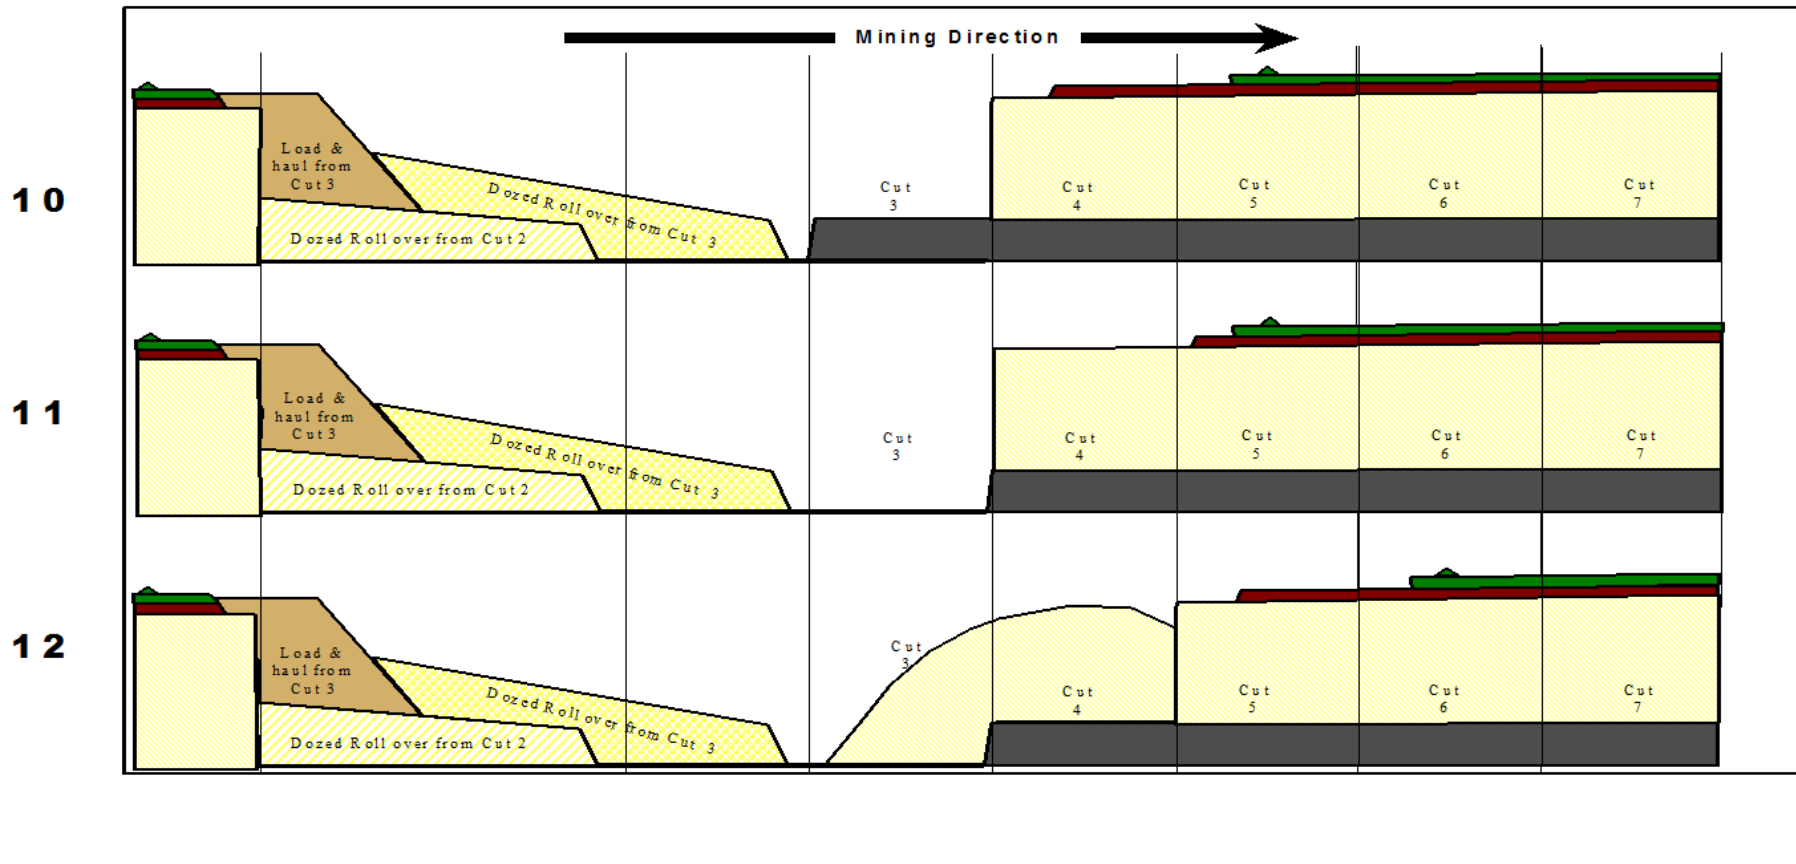 Mining Direction
10
Load &
haul from
Cut 3
Dozed Roll over from Cut 3
Dozed Roll over from Cut 2
Cut
3
Cut
4
Cut
5
Cut
6
Cut
7
11
Load &
haul from
Cut 3
Dozed Roll over from Cut 3
Dozed Roll over from Cut 2
Cut
3
Cut
4
Cut
5
Cut
6
Cut
7
12
Load &
haul from
Cut 3
Dozed Roll over from Cut 3
Dozed Roll over from Cut 2
Cut
3
Cut
4
Cut
5
Cut
6
Cut
7